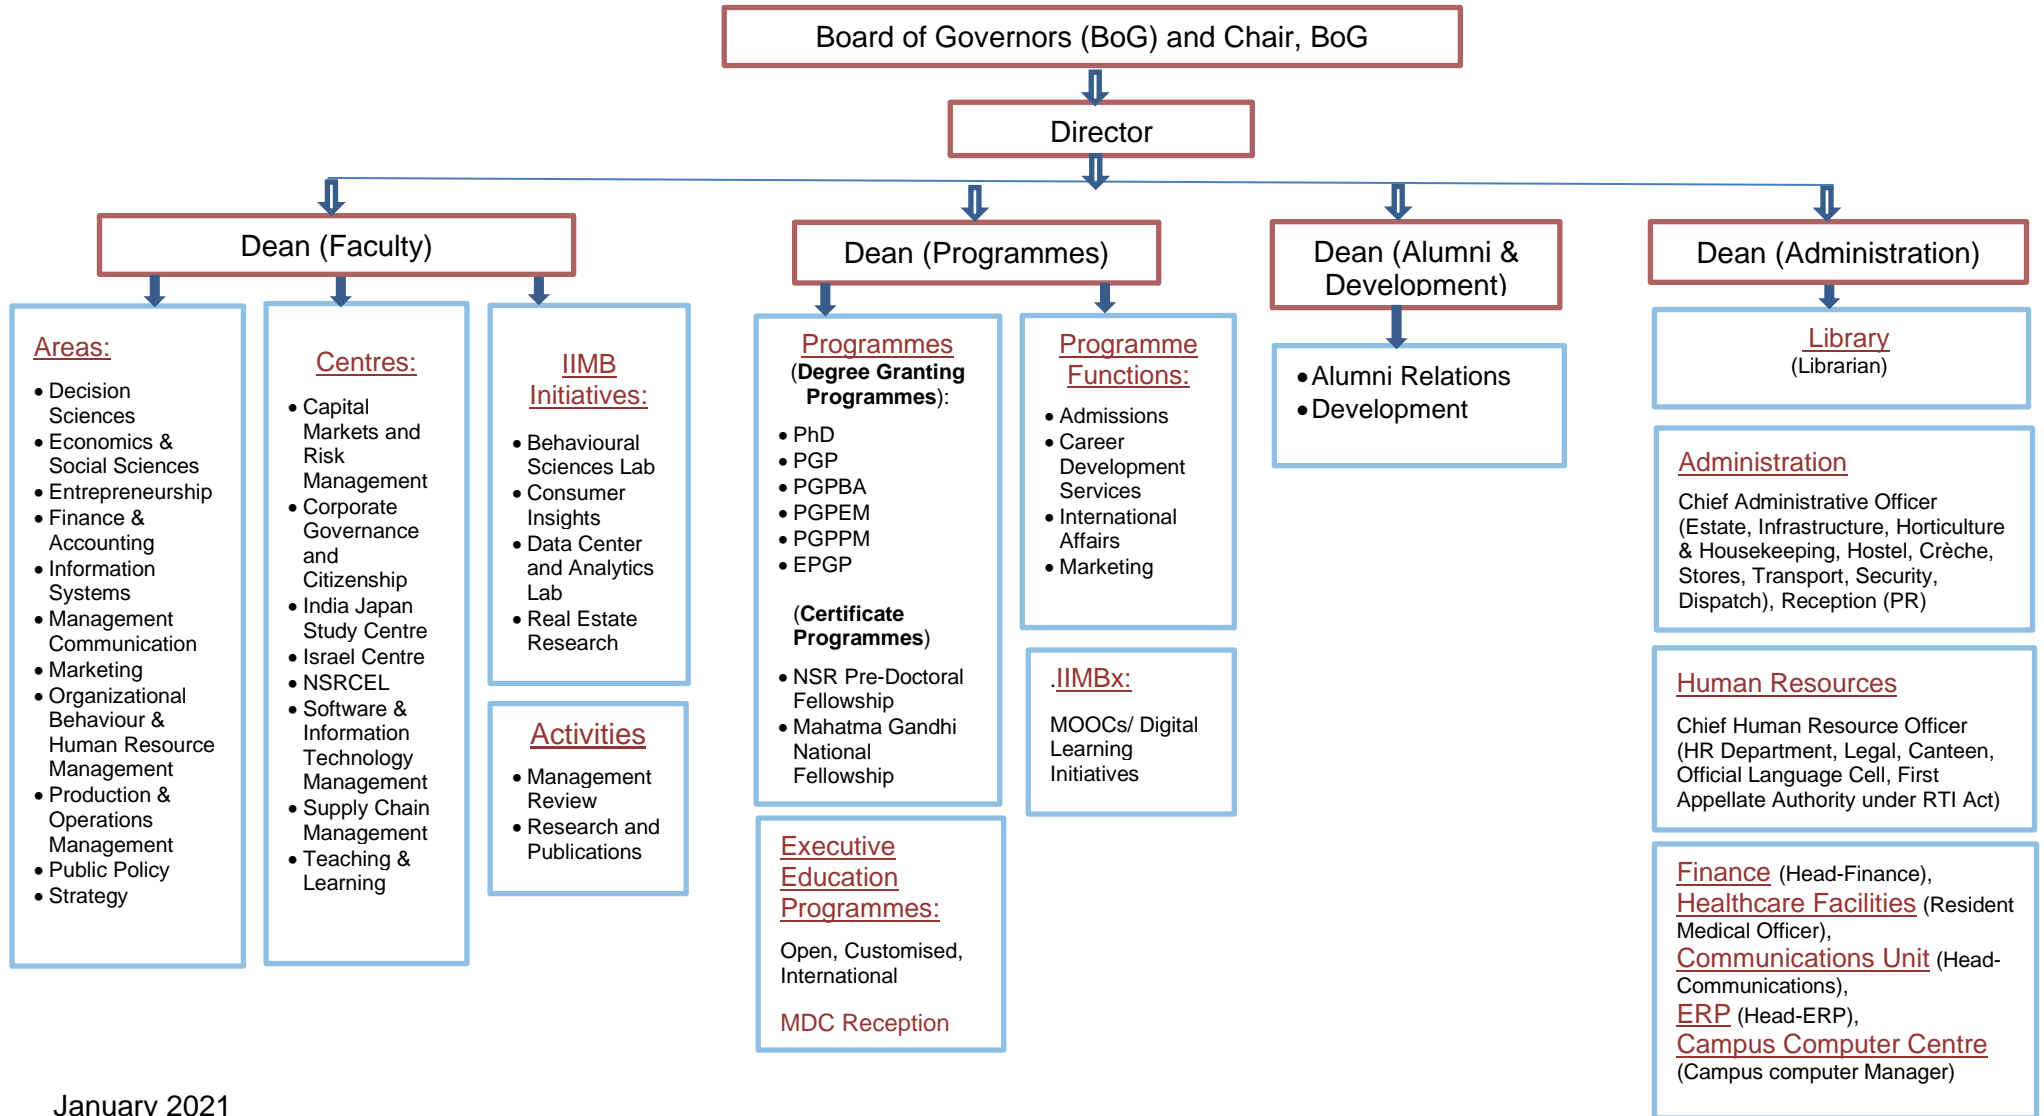 Board of Governors (BoG) and Chair, BoG
Director
Dean (Faculty)
Dean (Programmes)
Dean (Alumni &
Development)
Dean (Administration)
Areas:
• Decision
Sciences
• Economics &
Social Sciences
• Entrepreneurship
• Finance &
Accounting
• Information
Systems
• Management
Communication
• Marketing
• Organizational
Behaviour &
Human Resource
Management
• Production &
Operations
Management
• Public Policy
• Strategy
Centres:
• Capital
Markets and
Risk
Management
• Corporate
Governance
and
Citizenship
• India Japan
Study Centre
• Israel Centre
• NSRCEL
• Software &
Information
Technology
Management
• Supply Chain
Management
• Teaching &
Learning
IIMB
Initiatives:
• Behavioural
Sciences Lab
• Consumer
Insights
• Data Center
and Analytics
Lab
• Real Estate
Research
Activities
• Management
Review
• Research and
Publications
Programmes
(Degree Granting
Programmes):
• PhD
• PGP
• PGPBA
• PGPEM
• PGPPM
• EPGP
(Certificate
Programmes)
• NSR Pre-Doctoral
Fellowship
• Mahatma Gandhi
National
Fellowship
Executive
Education
Programmes:
Open, Customised,
International
MDC Reception
Programme
Functions:
• Admissions
• Career
Development
Services
• International
Affairs
• Marketing
.IIMBx:
MOOCs/ Digital
Learning
Initiatives
• Alumni Relations
• Development
Library
(Librarian)
Administration
Chief Administrative Officer
(Estate, Infrastructure, Horticulture
& Housekeeping, Hostel, Crèche,
Stores, Transport, Security,
Dispatch), Reception (PR)
Human Resources
Chief Human Resource Officer
(HR Department, Legal, Canteen,
Official Language Cell, First
Appellate Authority under RTI Act)
Finance (Head-Finance),
Healthcare Facilities (Resident
Medical Officer),
Communications Unit (Head-
Communications),
ERP (Head-ERP),
Campus Computer Centre
(Campus computer Manager)
January 2021